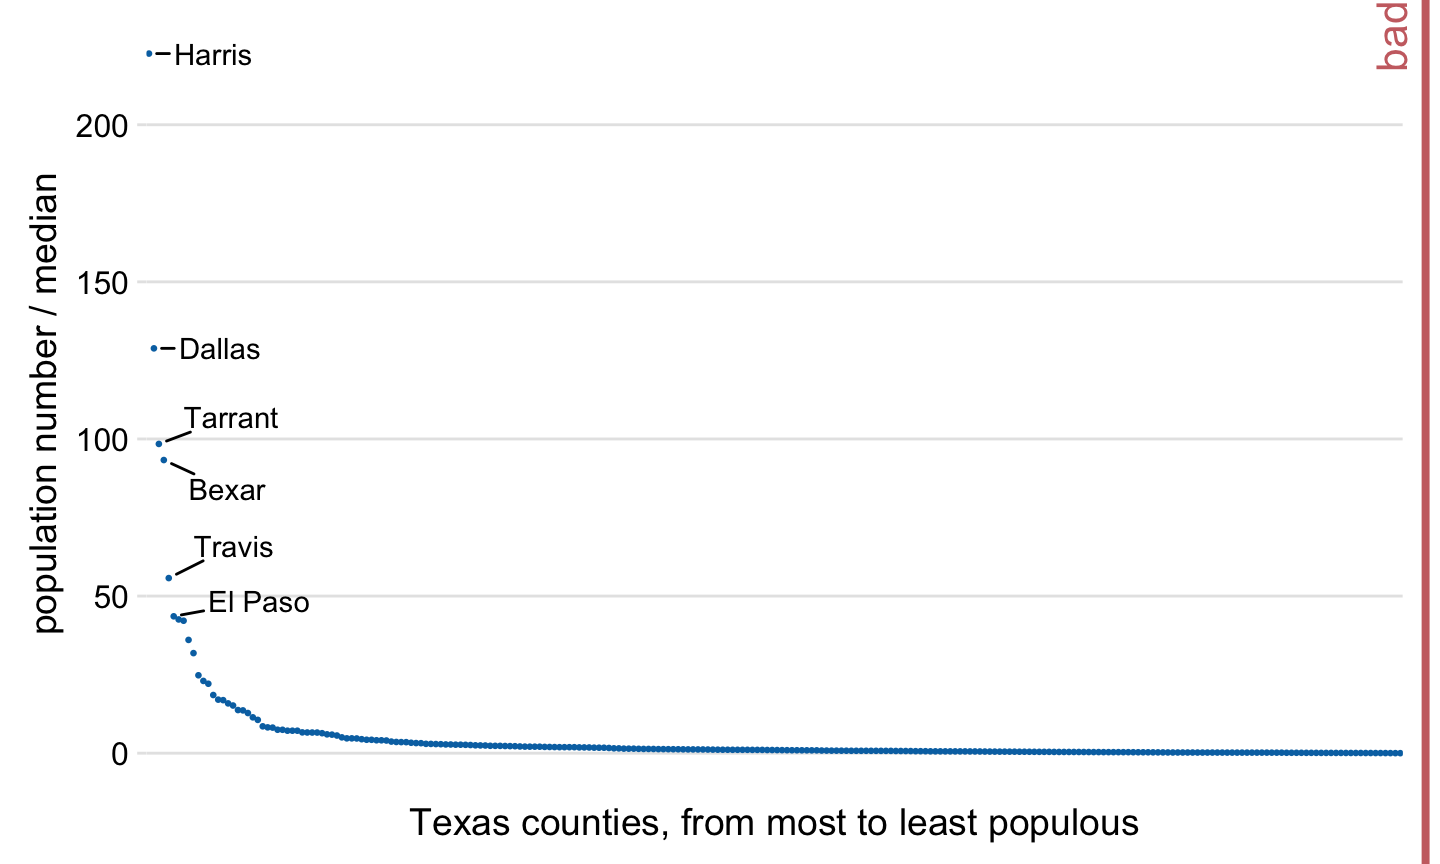 bad
Harris
200
150
Dallas
Tarrant
100
Bexar
Travis
50
El Paso
0
population number / median
Texas counties, from most to least populous